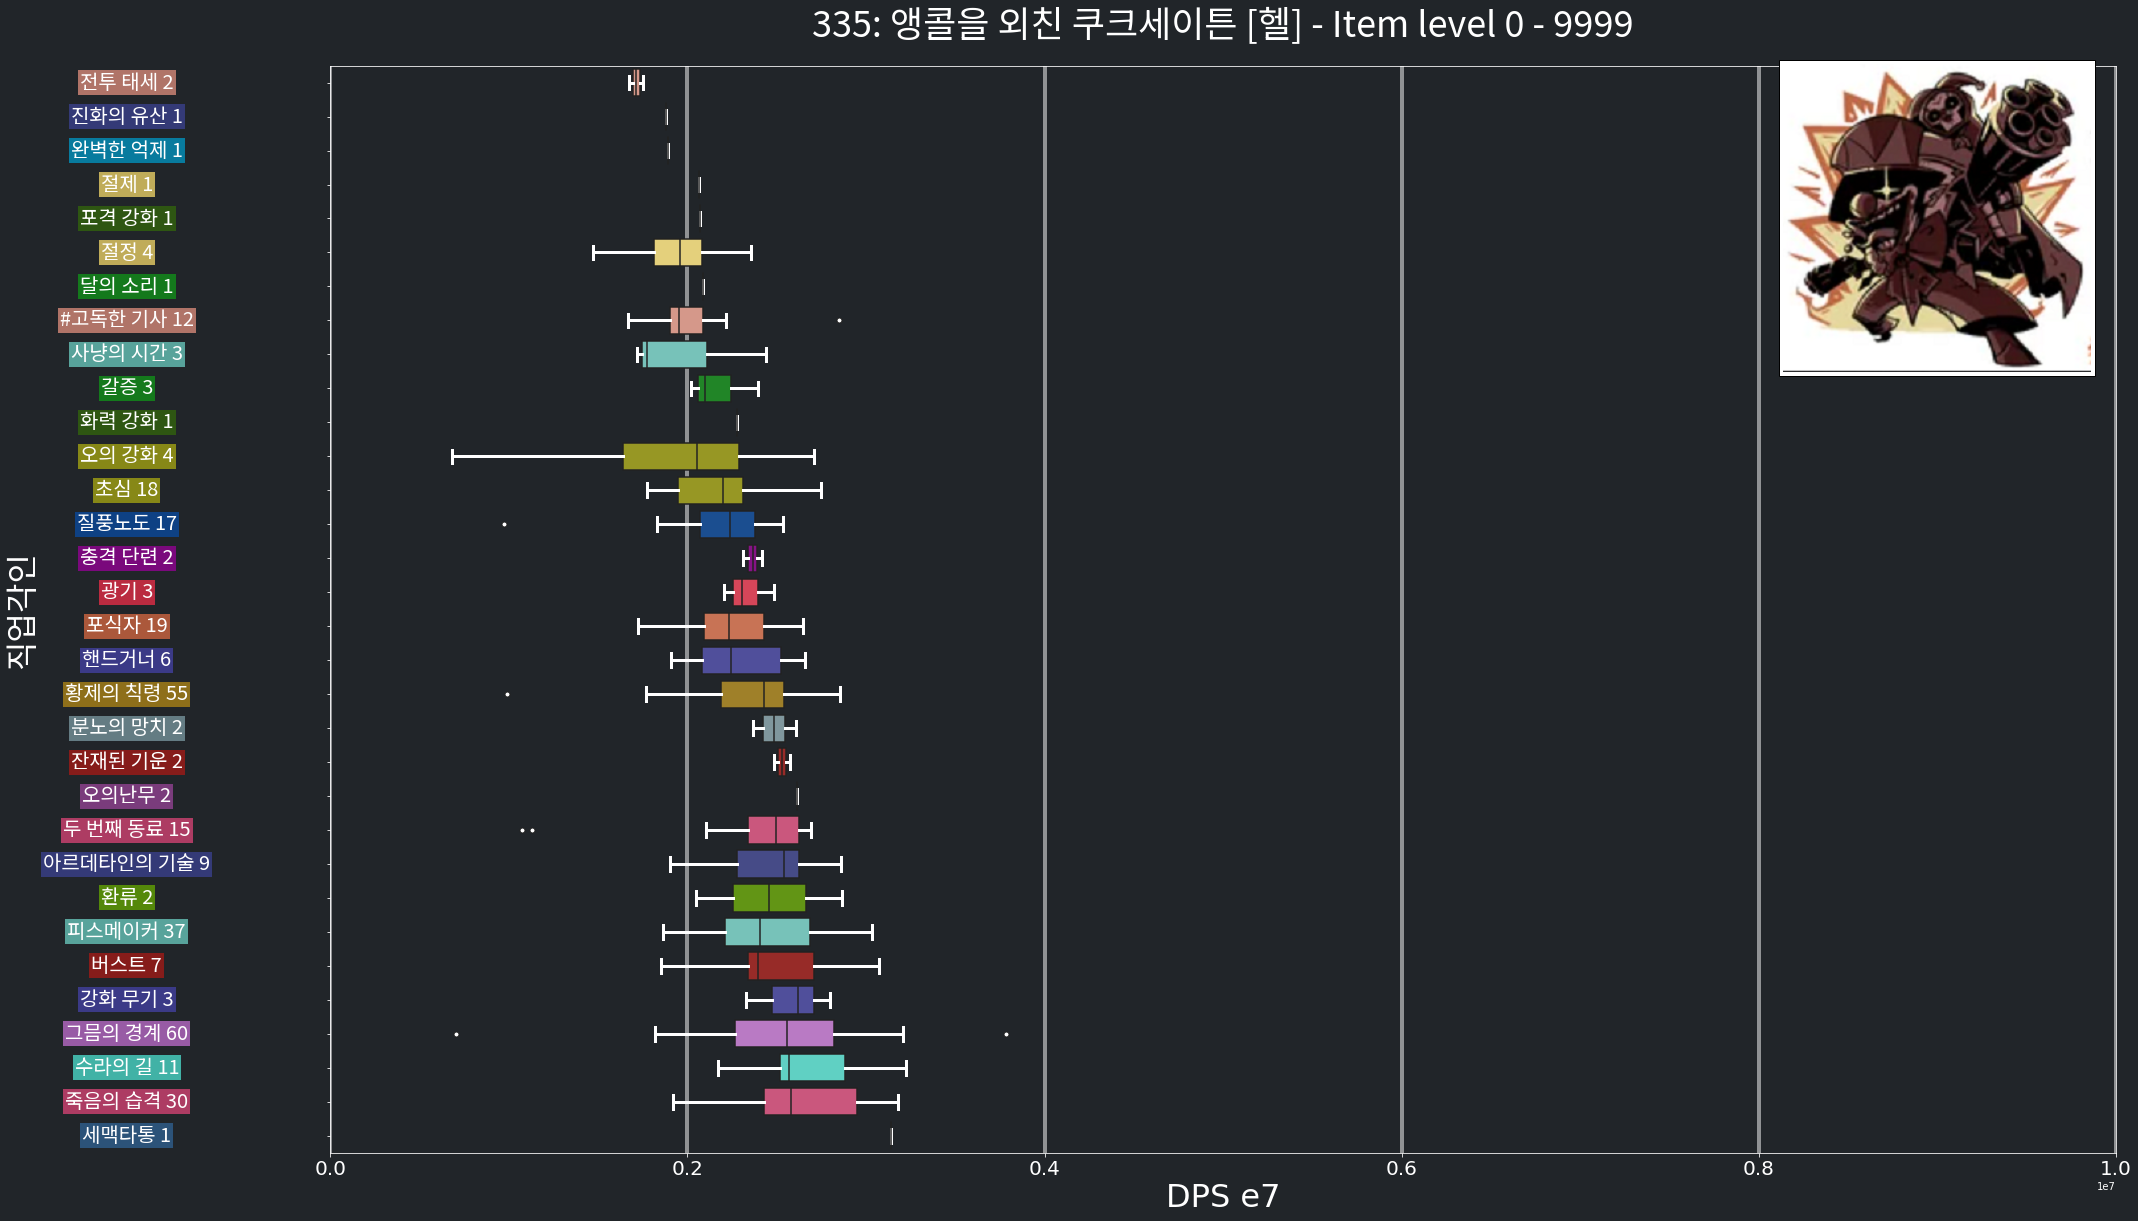 335: 앵콜을 외친 쿠크세이튼 [헬] - Item level 0 - 9999
직업각인
전투 태세 2
진화의 유산 1
완벽한 억제 1
절제 1
포격 강화 1
절정 4
달의 소리 1
#고독한 기사 12
사냥의 시간 3
갈증 3
화력 강화 1
오의 강화 4
초심 18
질풍노도 17
충격 단련 2
광기 3
포식자 19
핸드거너 6
황제의 칙령 55
분노의 망치 2
잔재된 기운 2
오의난무 2
두 번째 동료 15
아르데타인의 기술 9
환류 2
피스메이커 37
버스트 7
강화 무기 3
그믐의 경계 60
수라의 길 11
죽음의 습격 30
세맥타통 1
0.0 0.2 0.4 0.6 0.8 1.0
1e7
DPS e7